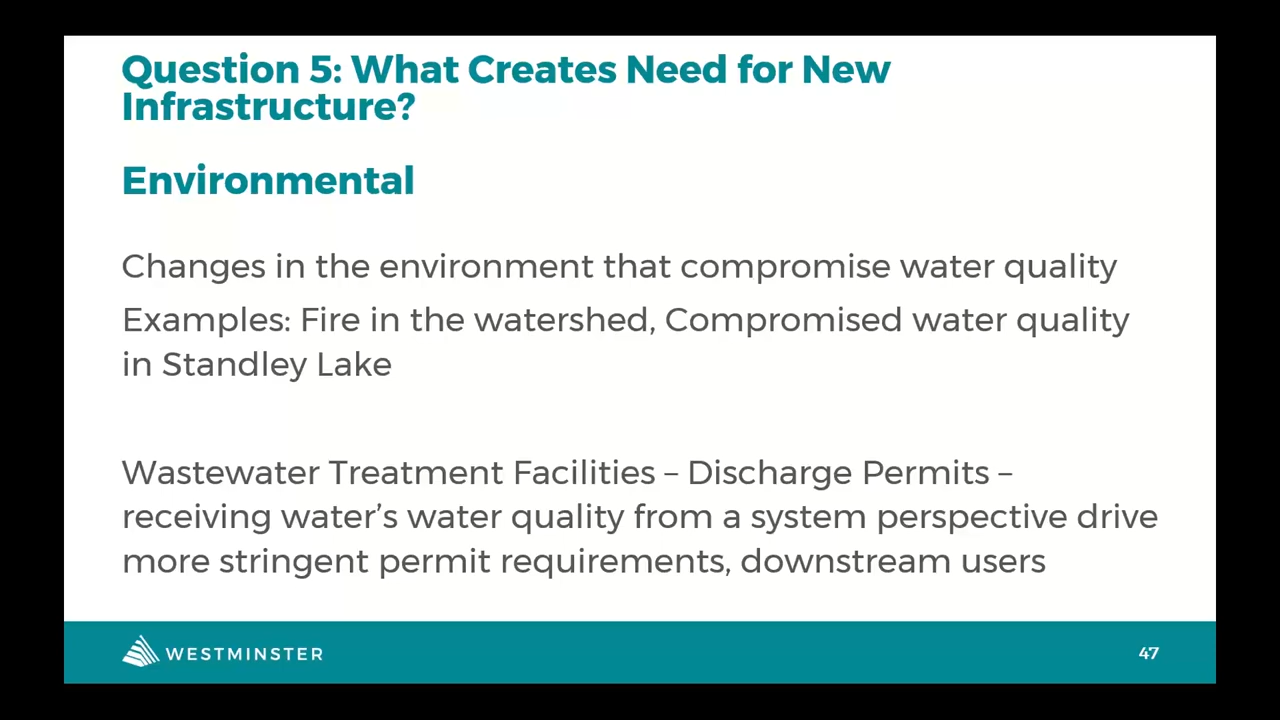 Question 5: What Creates Need for New
Infrastructure?
Environmental
Changes in the environment that compromise water quality
Examples: Fire in the watershed, Compromised water quality
in Standley Lake
Wastewater Treatment Facilities – Discharge Permits –
receiving water’s water quality from a system perspective drive
more stringent permit requirements, downstream users
WESTMINSTER
47